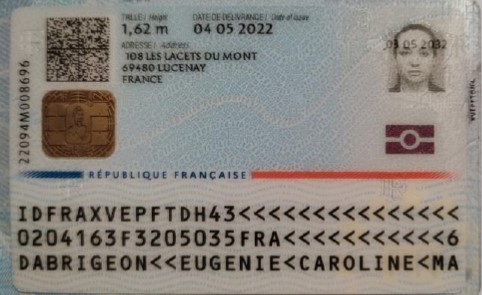 TAILLE / Height DATE DE DÉLIVRANCE / Date of issue
1,62 m 04 05 2022
ADRESSE / Address
108 LES LACETS DU MONT
69480 LUCENAY
FRANCE
03 05 2032
22094M008696
RÉPUBLIQUE FRANÇAISE
IDFRAXVEPFTDH43<<<<<<<<<<<<<<<
0204163F3205035FRA<<<<<<<<<<<6
DABRIGEON<<EUGENIE<CAROLINE<MA